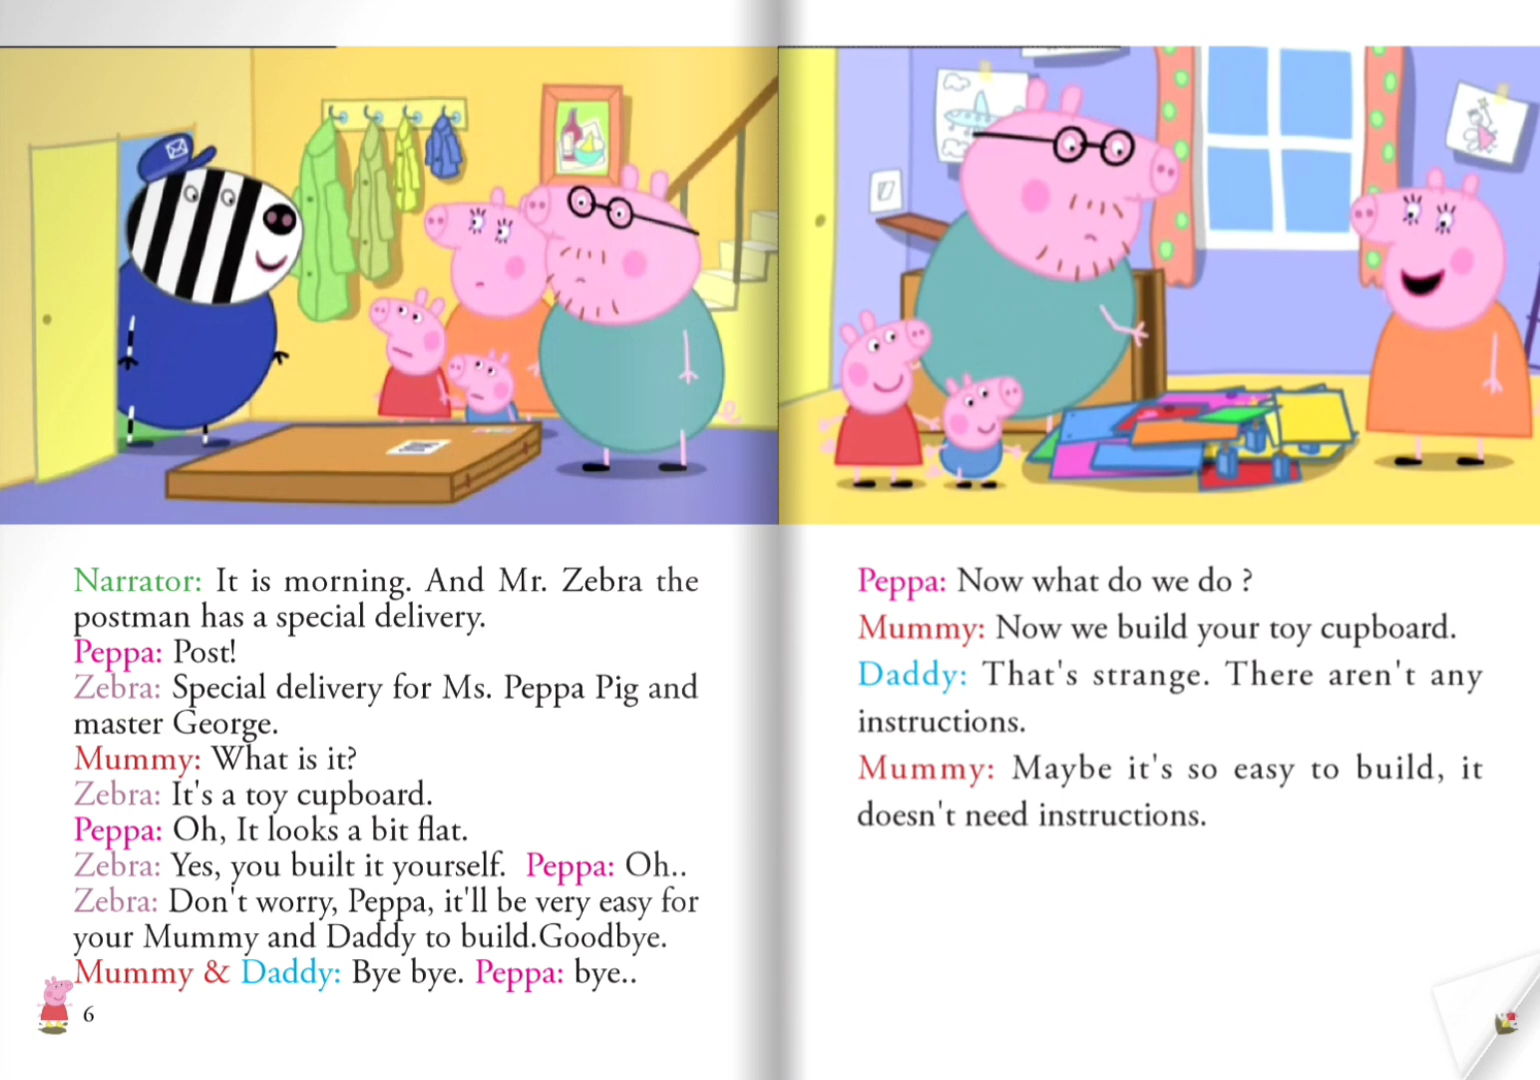 Narrator: It is morning. And Mr. Zebra the
postman has a special delivery.
Peppa: Post!
Zebra: Special delivery for Ms. Peppa Pig and
master George.
Mummy: What is it?
Zebra: It's a toy cupboard.
Peppa: Oh, It looks a bit flat.
Zebra: Yes, you built it yourself. Peppa: Oh..
Zebra: Don't worry, Peppa, it'll be very easy for
your Mummy and Daddy to build.Goodbye.
Mummy & Daddy: Bye bye. Peppa: bye..
6
Peppa: Now what do we do ?
Mummy: Now we build your toy cupboard.
Daddy: That's strange. There aren't any
instructions.
Mummy: Maybe it's so easy to build, it
doesn't need instructions.